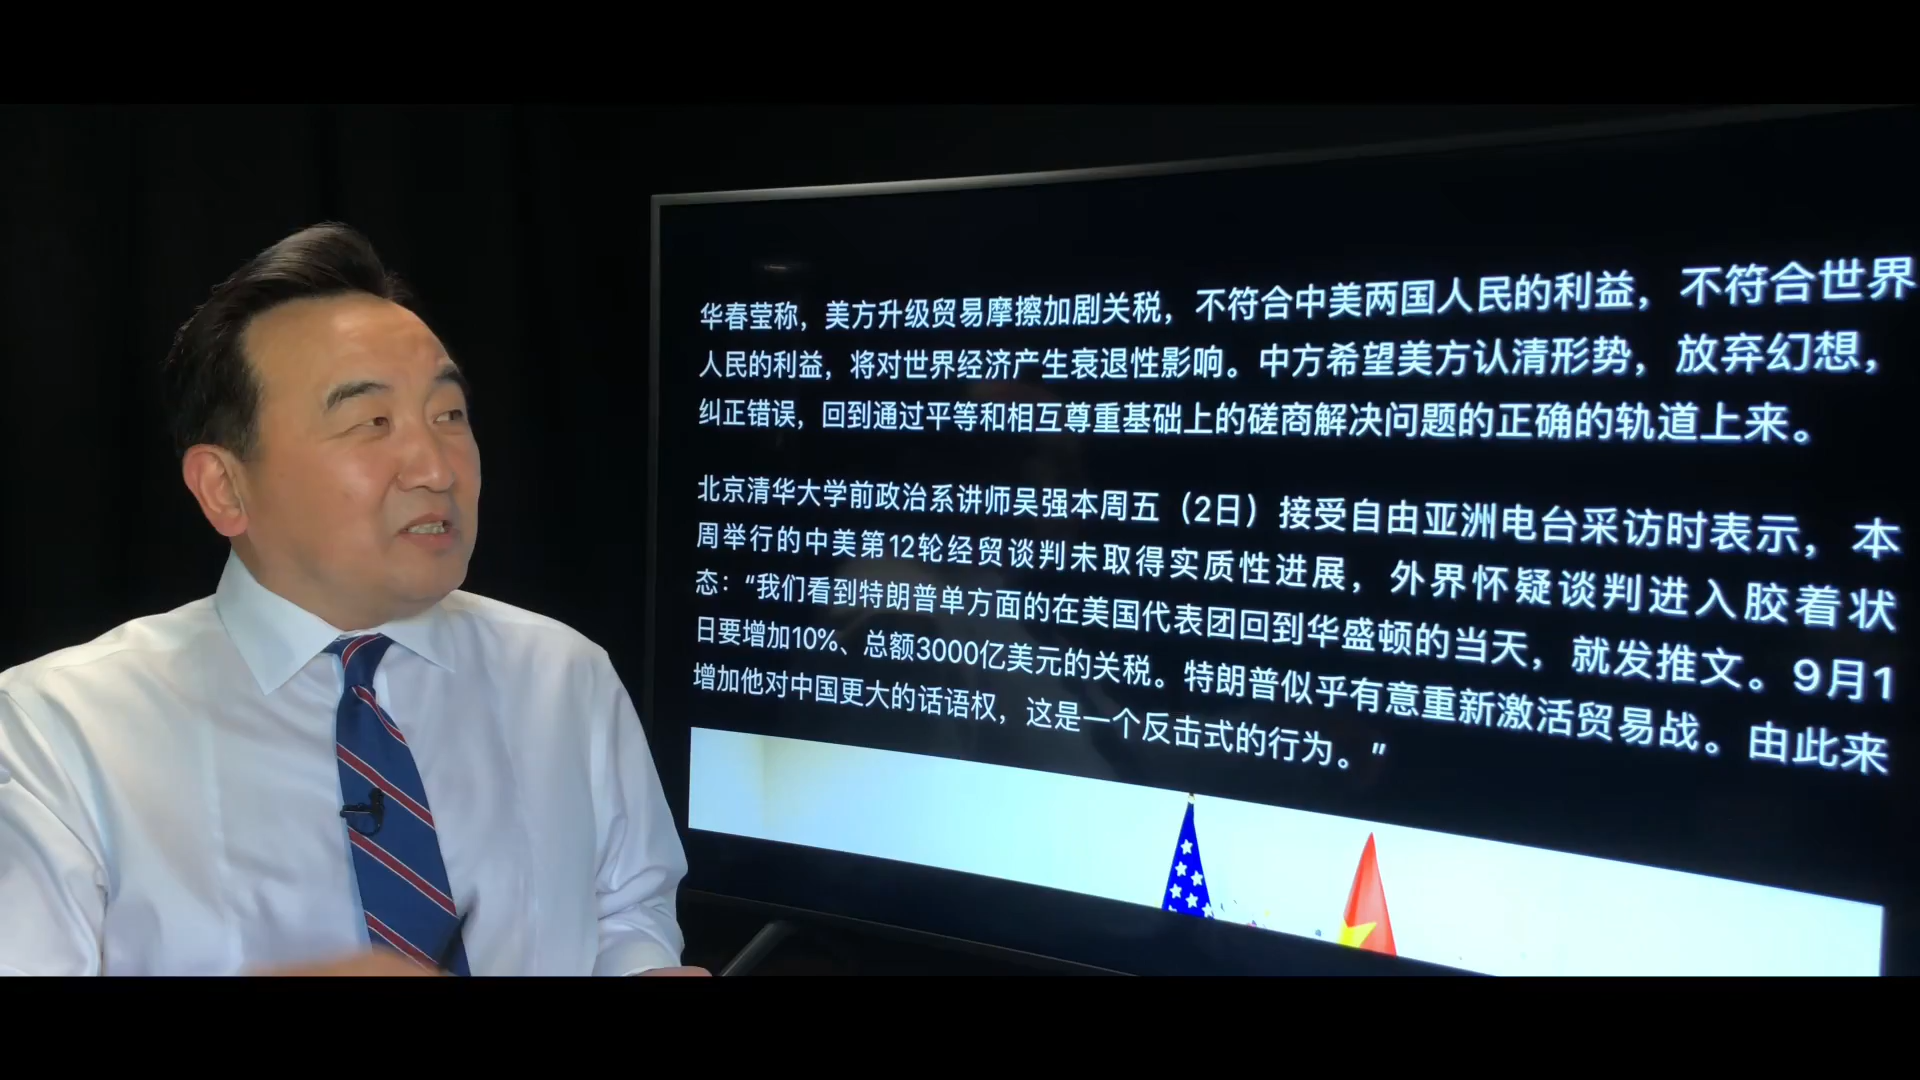 华春莹称，美方升级贸易摩擦加剧关税，不符合中美两国人民的利益，不符合世界
人民的利益，将对世界经济产生衰退性影响。中方希望美方认清形势，放弃幻想，
纠正错误，回到通过平等和相互尊重基础上的磋商解决问题的正确的轨道上来。
北京清华大学前政治系讲师吴强本周五（2日）接受自由亚洲电台采访时表示，本
周举行的中美第12轮经贸谈判未取得实质性进展，外界怀疑谈判进入胶着状
态：“我们看到特朗普单方面的在美国代表团回到华盛顿的当天，就发推文。9月1
日要增加10%、总额3000亿美元的关税。特朗普似乎有意重新激活贸易战。由此来
增加他对中国更大的话语权，这是一个反击式的行为。”